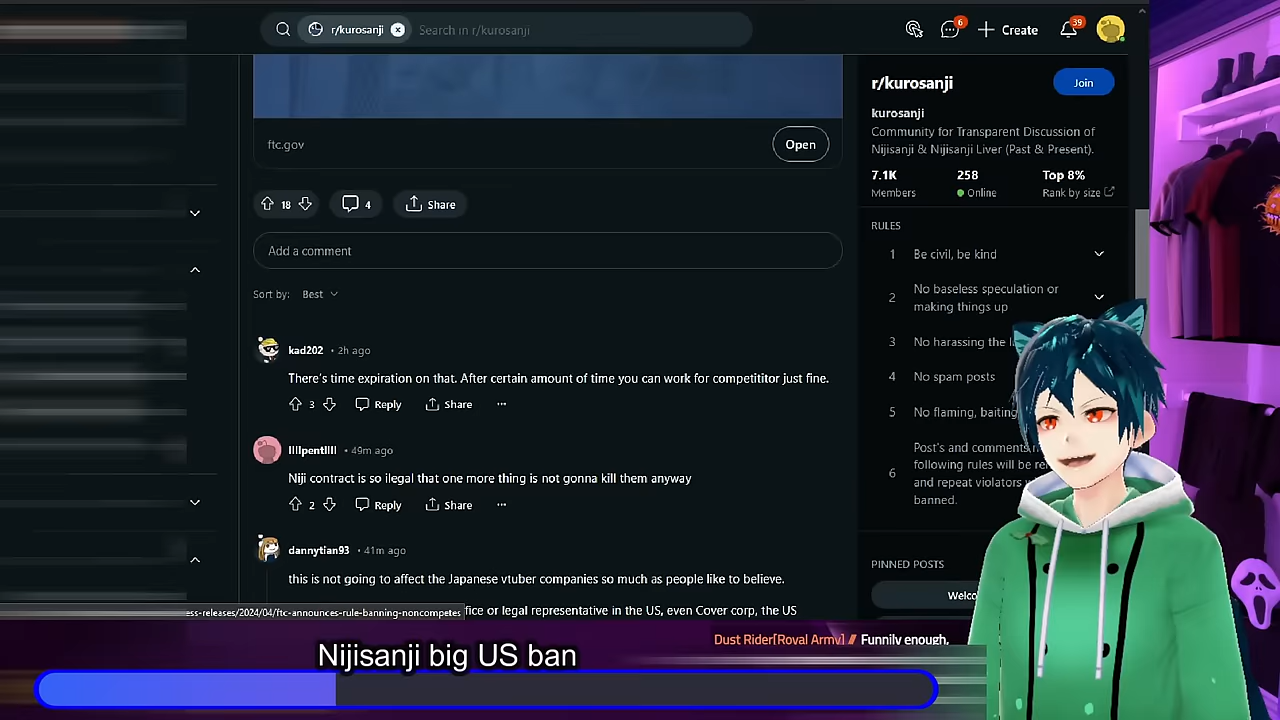 r/kurosanji
Search in r/kurosanji
6
Create
39
ftc.gov
Open
18
4
Share
Add a comment
Sort by: Best
kad202 • 2h ago
There's time expiration on that. After certain amount of time you can work for competititor just fine.
3
Reply
Share
llllpentllll • 49m ago
Niji contract is so ilegal that one more thing is not gonna kill them anyway
2
Reply
Share
dannytian93 • 41m ago
this is not going to affect the Japanese vtuber companies so much as people like to believe.
ess-releases/2024/04/ftc-announces-rule-banning-noncompetes
fice or legal representative in the US, even Cover corp, the US
r/kurosanji
Join
kurosanji
Community for Transparent Discussion of
Nijisanji & Nijisanji Liver (Past & Present).
7.1K
258
Top 8%
Members
Online
Rank by size
RULES
1 Be civil, be kind
2 No baseless speculation or
making things up
3 No harassing the
4 No spam posts
5 No flaming, baiting
6 Post's and comments
following rules will be
and repeat violators
banned.
PINNED POSTS
Welco
Dust Rider[Royal Army] // Funnily enough,
Nijisanji big US ban